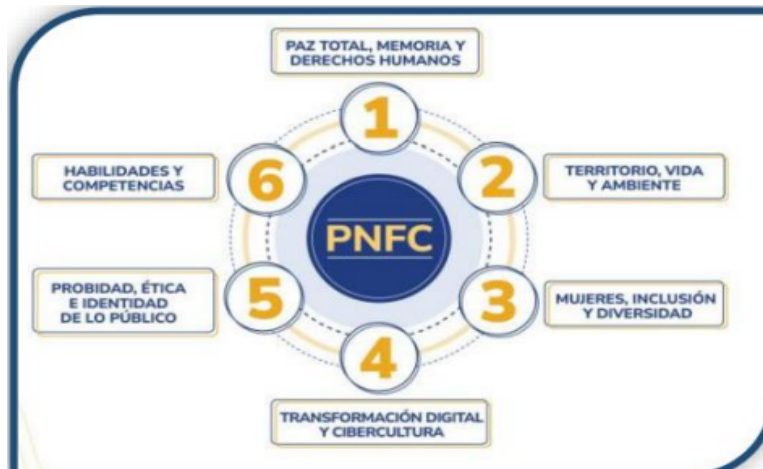 PAZ TOTAL, MEMORIA Y
DERECHOS HUMANOS
1
HABILIDADES Y
COMPETENCIAS
6
2
TERRITORIO, VIDA
Y AMBIENTE
PNFC
PROBIDAD, ÉTICA
E IDENTIDAD
DE LO PÚBLICO
5
3
MUJERES, INCLUSIÓN
Y DIVERSIDAD
4
TRANSFORMACIÓN DIGITAL
Y CIBERCULTURA